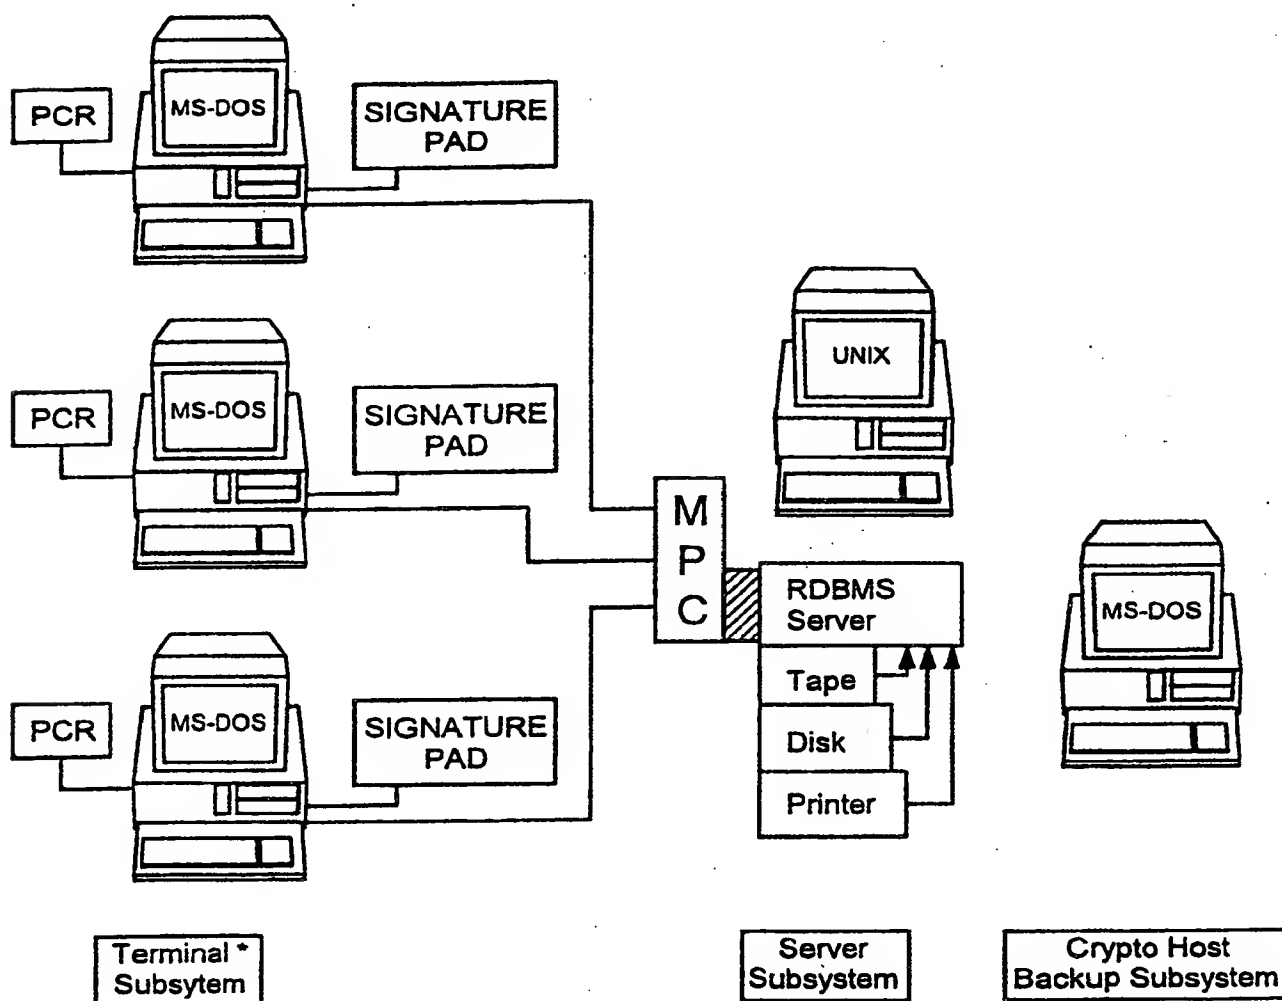 PCR
MS-DOS
SIGNATURE
PAD
PCR
MS-DOS
SIGNATURE
PAD
PCR
MS-DOS
SIGNATURE
PAD
M
P
C
UNIX
RDBMS
Server
Tape
Disk
Printer
MS-DOS
Terminal *
Subsytem
Server
Subsystem
Crypto Host
Backup Subsystem